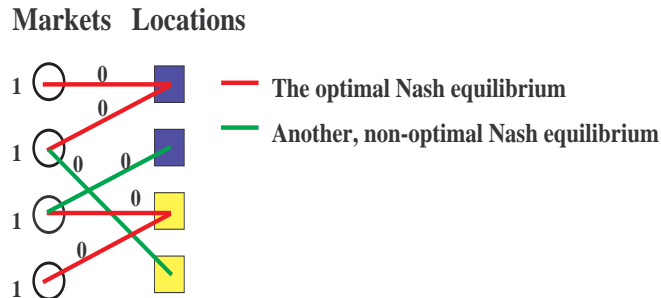 Markets Locations
1 0
0 The optimal Nash equilibrium
Another, non-optimal Nash equilibrium
1 0 0
1 0
0
1